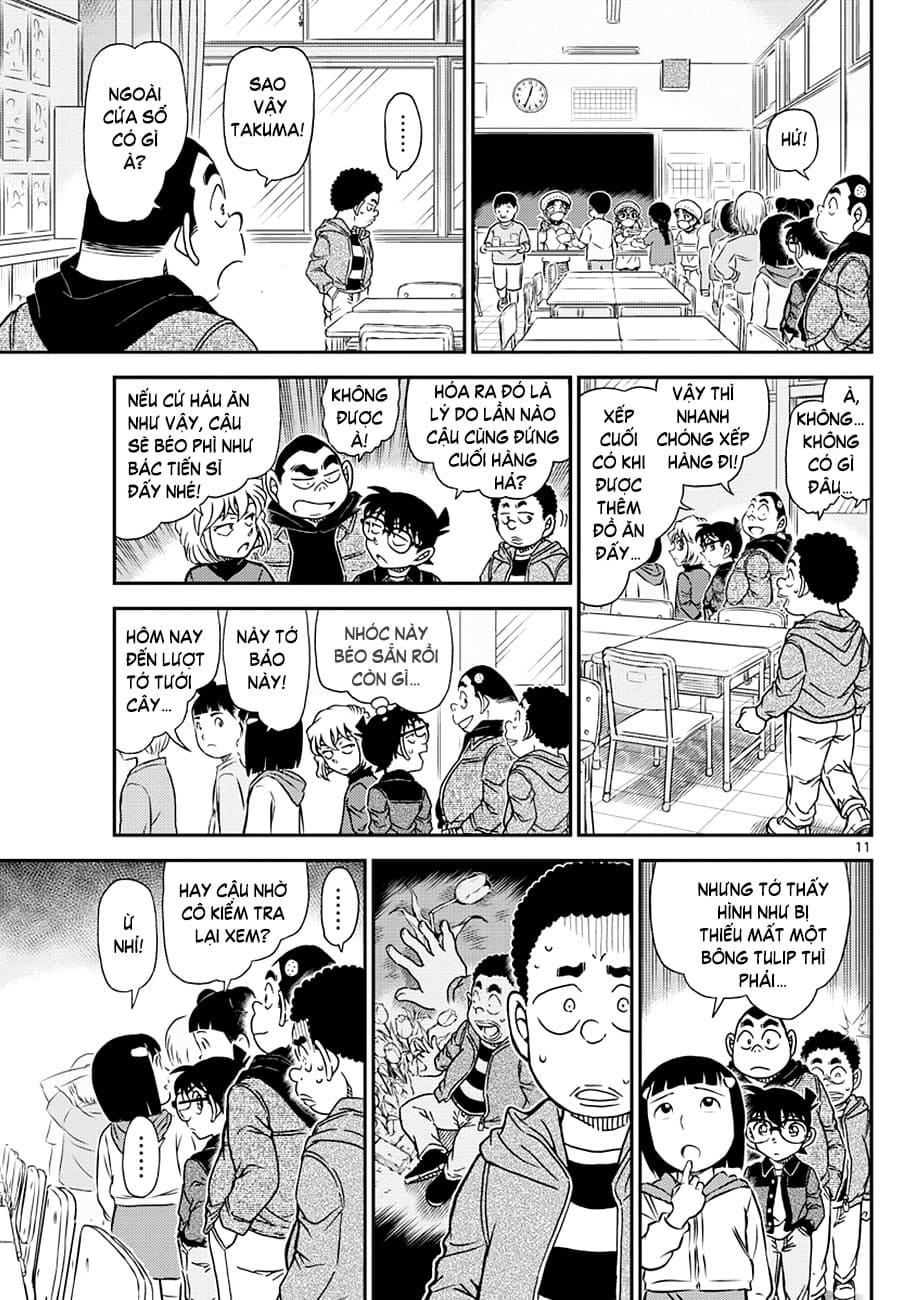 HỨ!
......
SAO
VẬY
TAKUMA!
NGOÀI
CỬA SỔ
CÓ GÌ
À?
À,
KHÔNG...
KHÔNG
CÓ GÌ
ĐÂU...
VẬY THÌ
NHANH
CHÓNG XẾP
HÀNG ĐI!
XẾP
CUỐI
CÓ KHI
ĐƯỢC
THÊM
ĐỒ ĂN
ĐẤY...
HÓA RA ĐÓ LÀ
LÝ DO LẦN NÀO
CẬU CŨNG ĐỨNG
CUỐI HÀNG
HẢ?
KHÔNG
ĐƯỢC
À!
NẾU CỨ HÁU ĂN
NHƯ VẬY, CẬU
SẼ BÉO PHÌ NHƯ
BÁC TIẾN SĨ
ĐẤY NHÉ!
NHÓC NÀY
BÉO SẴN RỒI
CÒN GÌ...
NÀY TỚ
BẢO
NÀY!
HÔM NAY
ĐẾN LƯỢT
TỚ TƯỚI
CÂY...
11
NHƯNG TỚ THẤY
HÌNH NHƯ BỊ
THIẾU MẤT MỘT
BÔNG TULIP THÌ
PHẢI...
......
HAY CẬU NHỜ
CÔ KIỂM TRA
LẠI XEM?
Ừ
NHỈ!
......